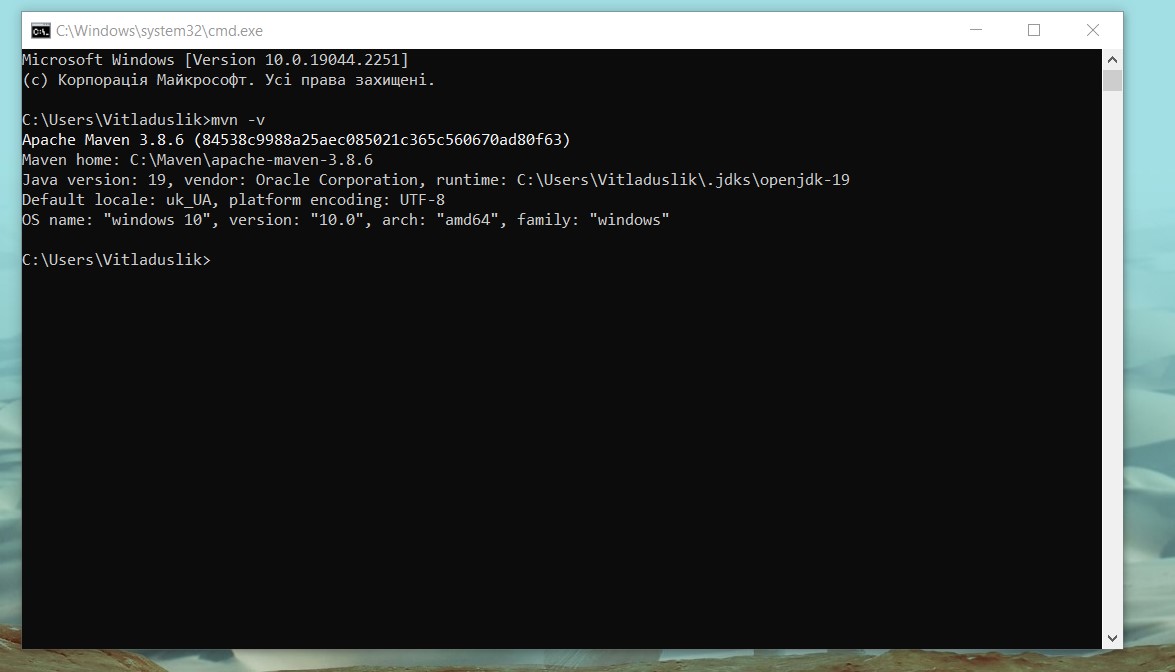 C:\Windows\system32\cmd.exe
Microsoft Windows [Version 10.0.19044.2251]
(c) Корпорація Майкрософт. Усі права захищені.
C:\Users\Vitladuslik>mvn -v
Apache Maven 3.8.6 (84538c9988a25aec085021c365c560670ad80f63)
Maven home: C:\Maven\apache-maven-3.8.6
Java version: 19, vendor: Oracle Corporation, runtime: C:\Users\Vitladuslik\.jdks\openjdk-19
Default locale: uk_UA, platform encoding: UTF-8
OS name: "windows 10", version: "10.0", arch: "amd64", family: "windows"
C:\Users\Vitladuslik>